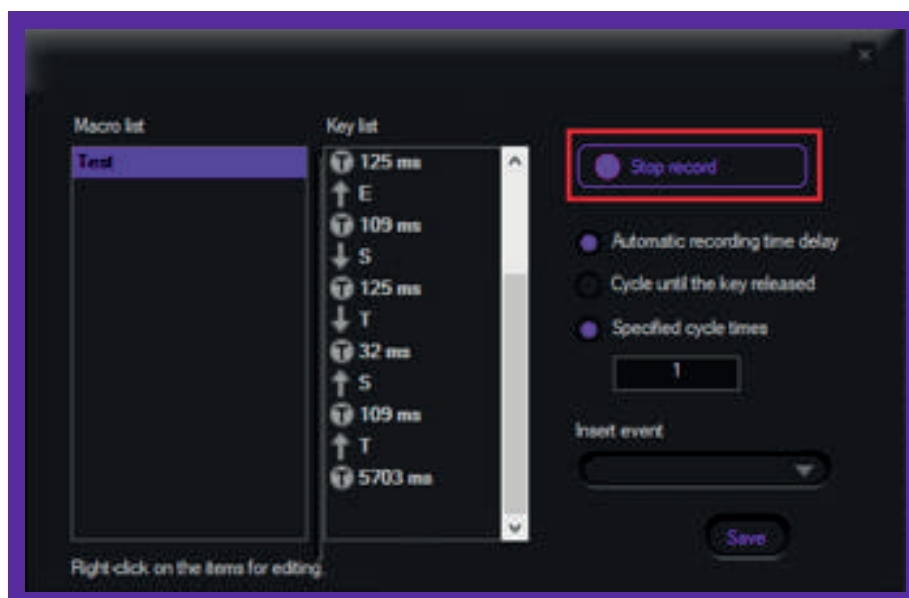 Macro list
Test
Key list
125 ms
E
109 ms
S
125 ms
T
32 ms
S
109 ms
T
5703 ms
Stop record
Automatic recording time delay
Cycle until the key released
Specified cycle times
1
Insert event
Save
Right-click on the items for editing.